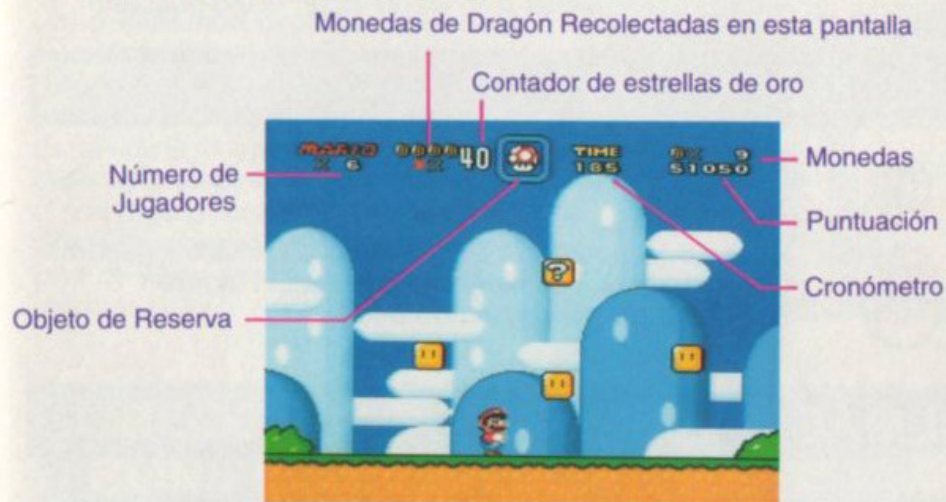 Monedas de Dragón Recolectadas en esta pantalla
Contador de estrellas de oro
MARIO
X 6
40
TIME
185
X 9
51050
Número de
Jugadores
Monedas
Puntuación
Cronómetro
Objeto de Reserva
?